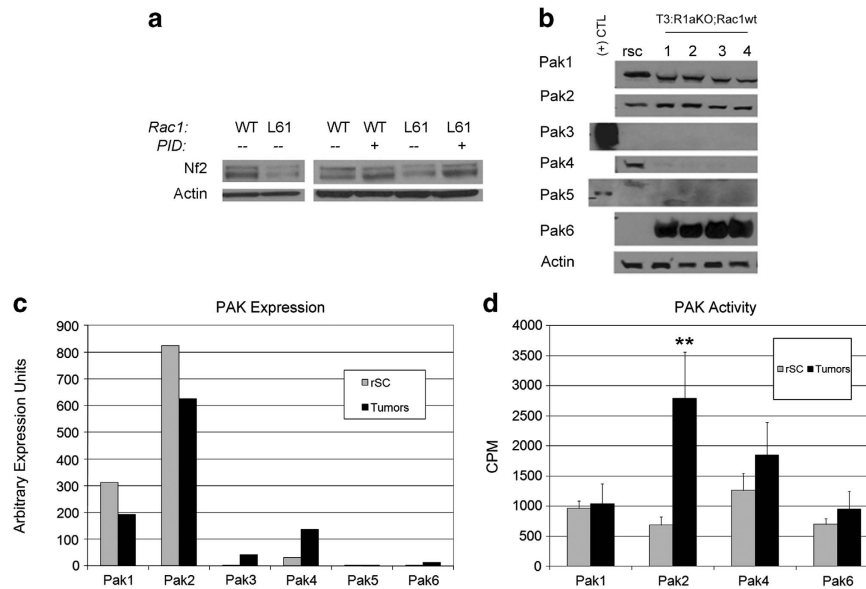 a
Rac1: WT L61 WT WT L61 L61
PID: -- -- -- + -- +
Nf2
Actin
b
(+) CTL
T3:R1aKO;Rac1wt
rsc 1 2 3 4
Pak1
Pak2
Pak3
Pak4
Pak5
Pak6
Actin
c
PAK Expression
Arbitrary Expression Units
900
800
700
600
500
400
300
200
100
0
rSC
Tumors
Pak1 Pak2 Pak3 Pak4 Pak5 Pak6
d
PAK Activity
CPM
4000
3500
3000
2500
2000
1500
1000
500
0
**
rSC Tumors
Pak1 Pak2 Pak4 Pak6